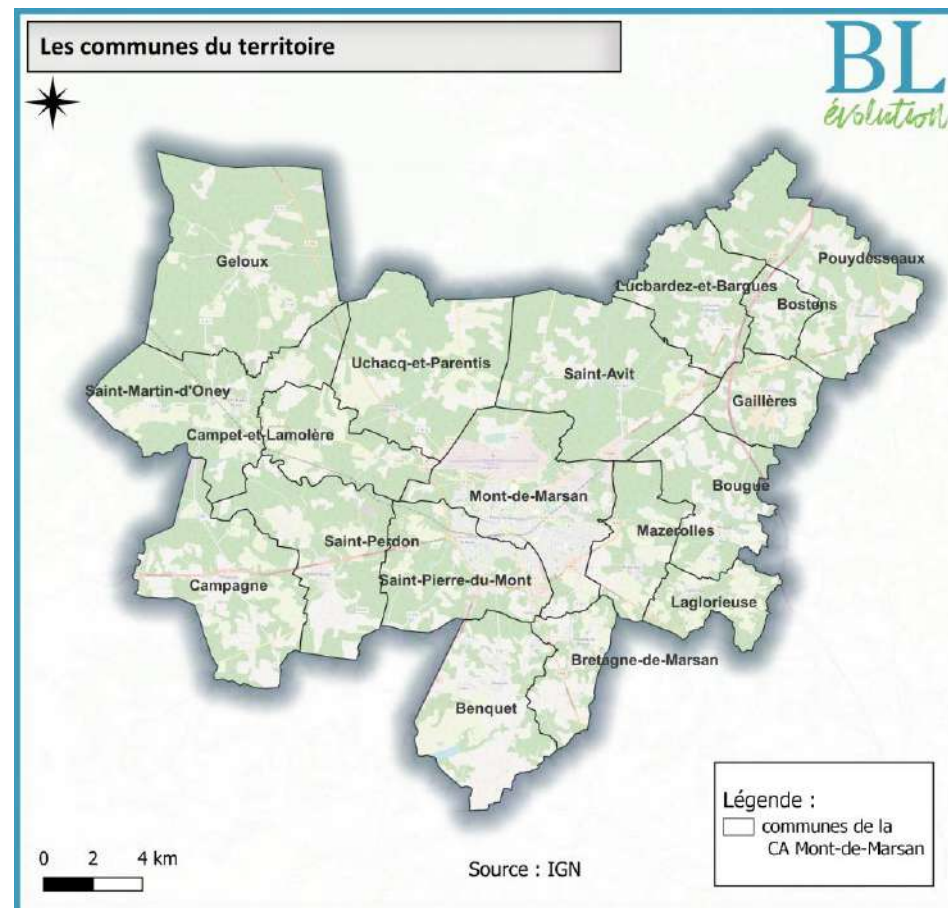 Les communes du territoire
BL
évolution
Geloux
Pouydesseaux
Lucbardez-et-Bargues
Bostens
Uchacq-et-Parentis
Saint-Avit
Saint-Martin-d'Oney
Gaillères
Campet-et-Lamolère
Bougue
Mont-de-Marsan
Mazerolles
Saint-Perdon
Saint-Pierre-du-Mont
Campagne
Laglorieuse
Bretagne-de-Marsan
Benquet
Légende :
communes de la
CA Mont-de-Marsan
0 2 4 km
Source : IGN